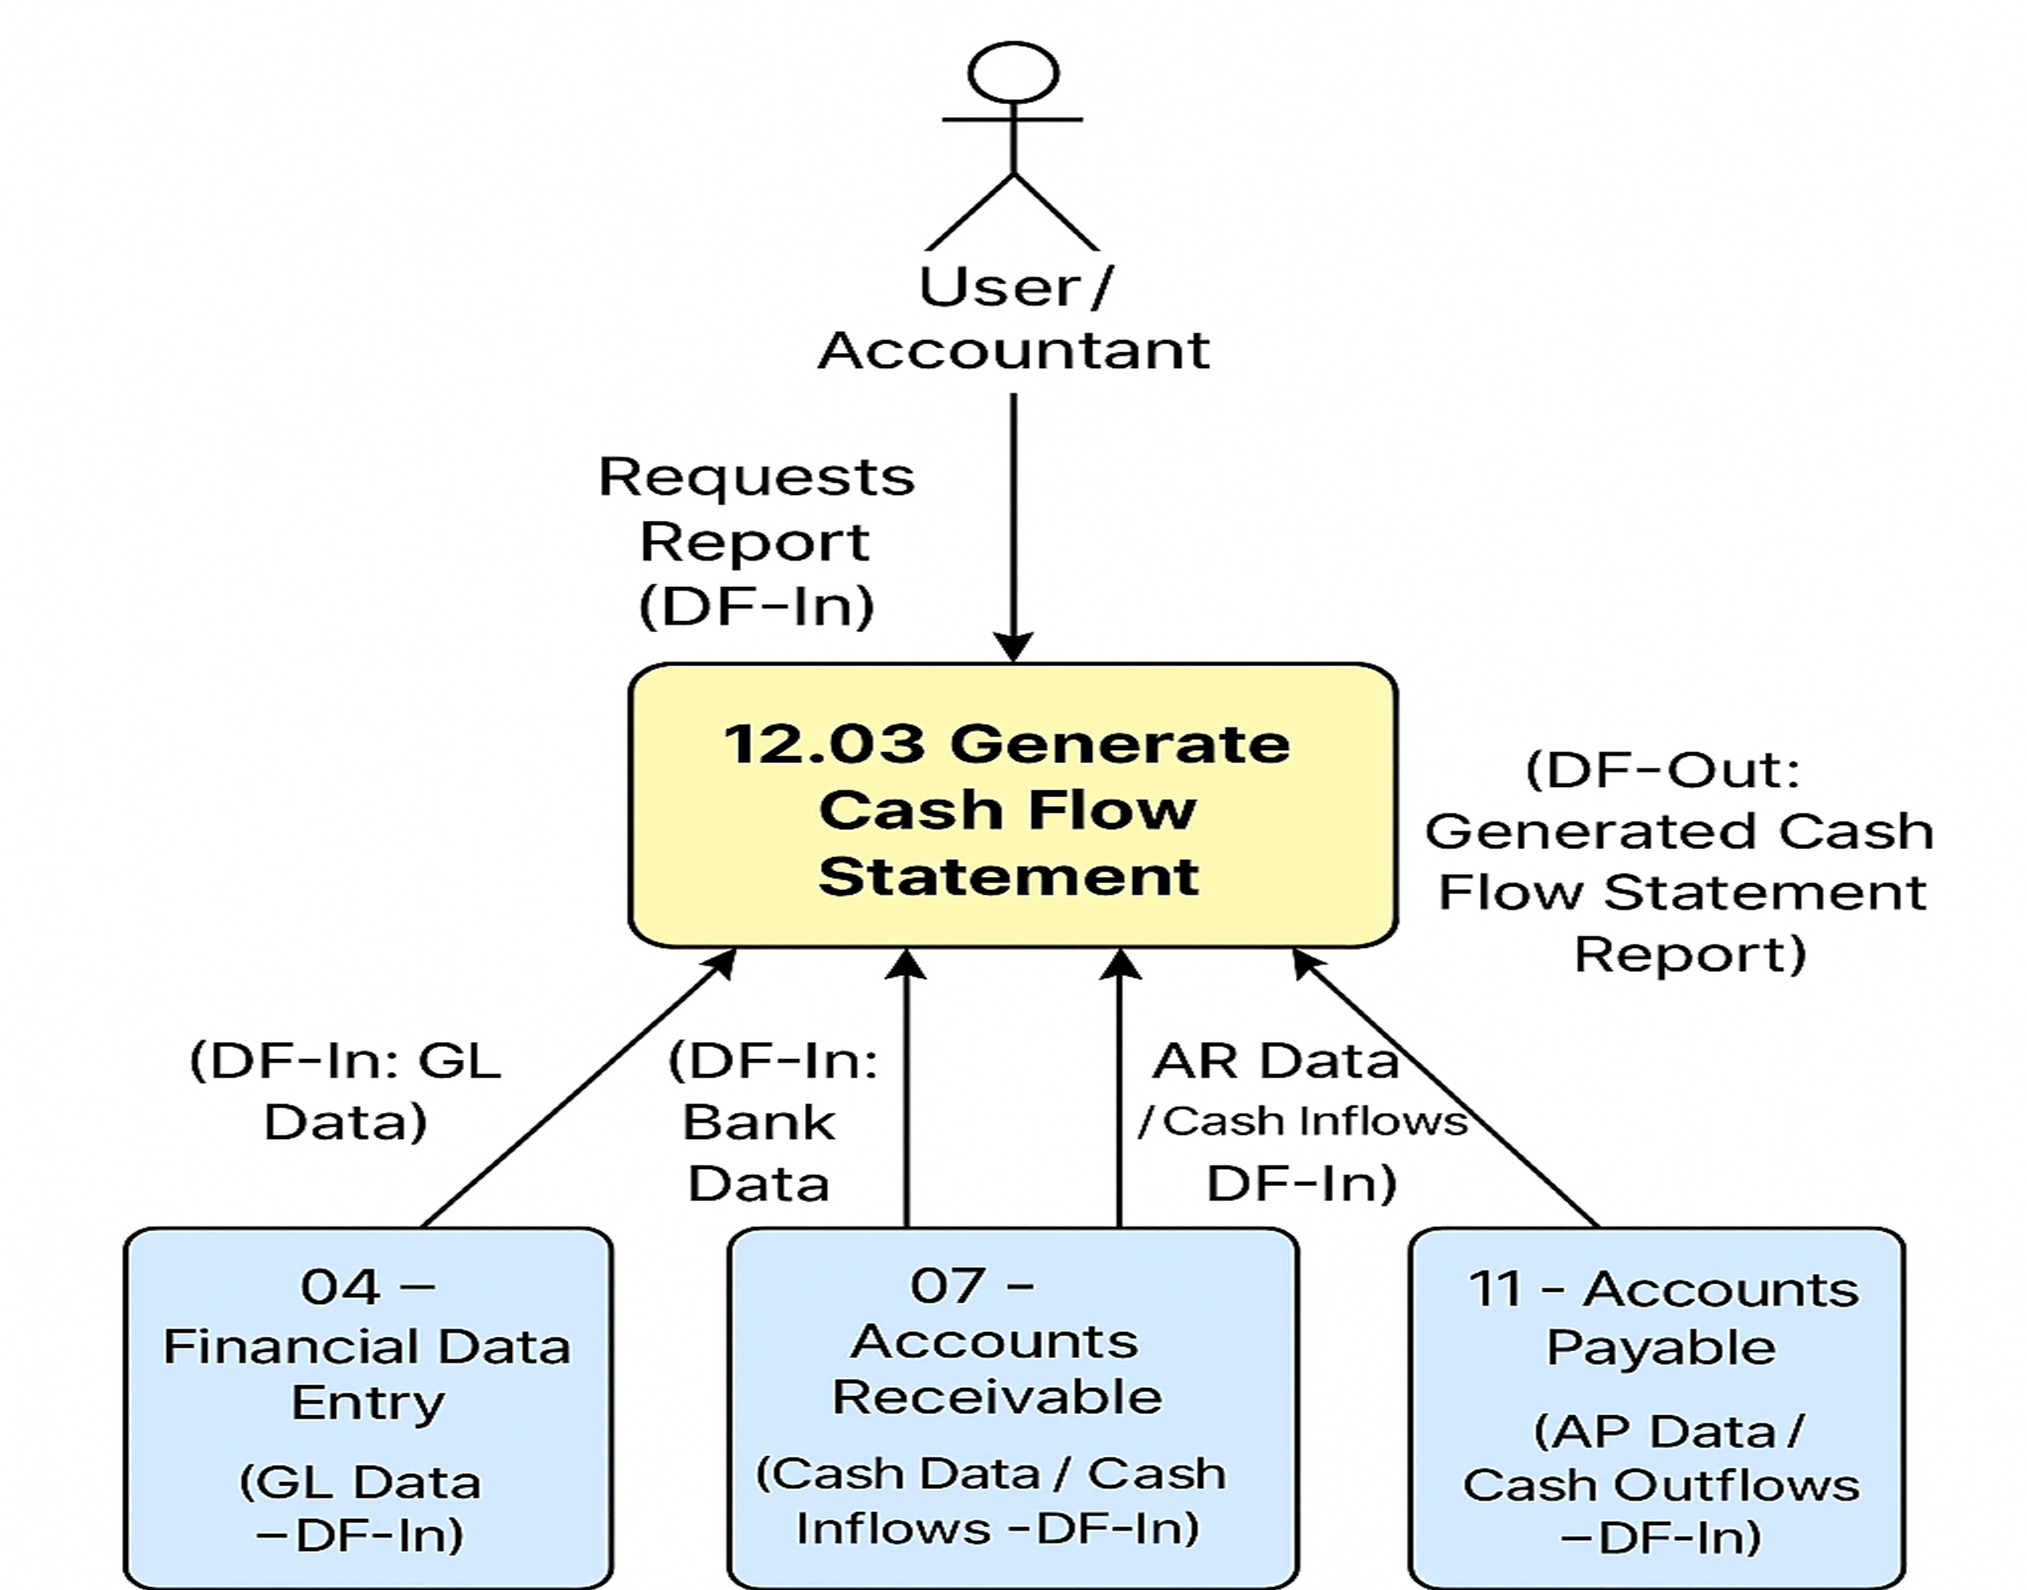 User /
Accountant
Requests
Report
(DF-In)
12.03 Generate
Cash Flow
Statement
(DF-Out:
Generated Cash
Flow Statement
Report)
(DF-In: GL
Data)
(DF-In:
Bank
Data
AR Data
/ Cash Inflows
DF-In)
04 –
Financial Data
Entry
(GL Data
–DF-In)
07 -
Accounts
Receivable
(Cash Data / Cash
Inflows -DF-In)
11 - Accounts
Payable
(AP Data /
Cash Outflows
–DF-In)